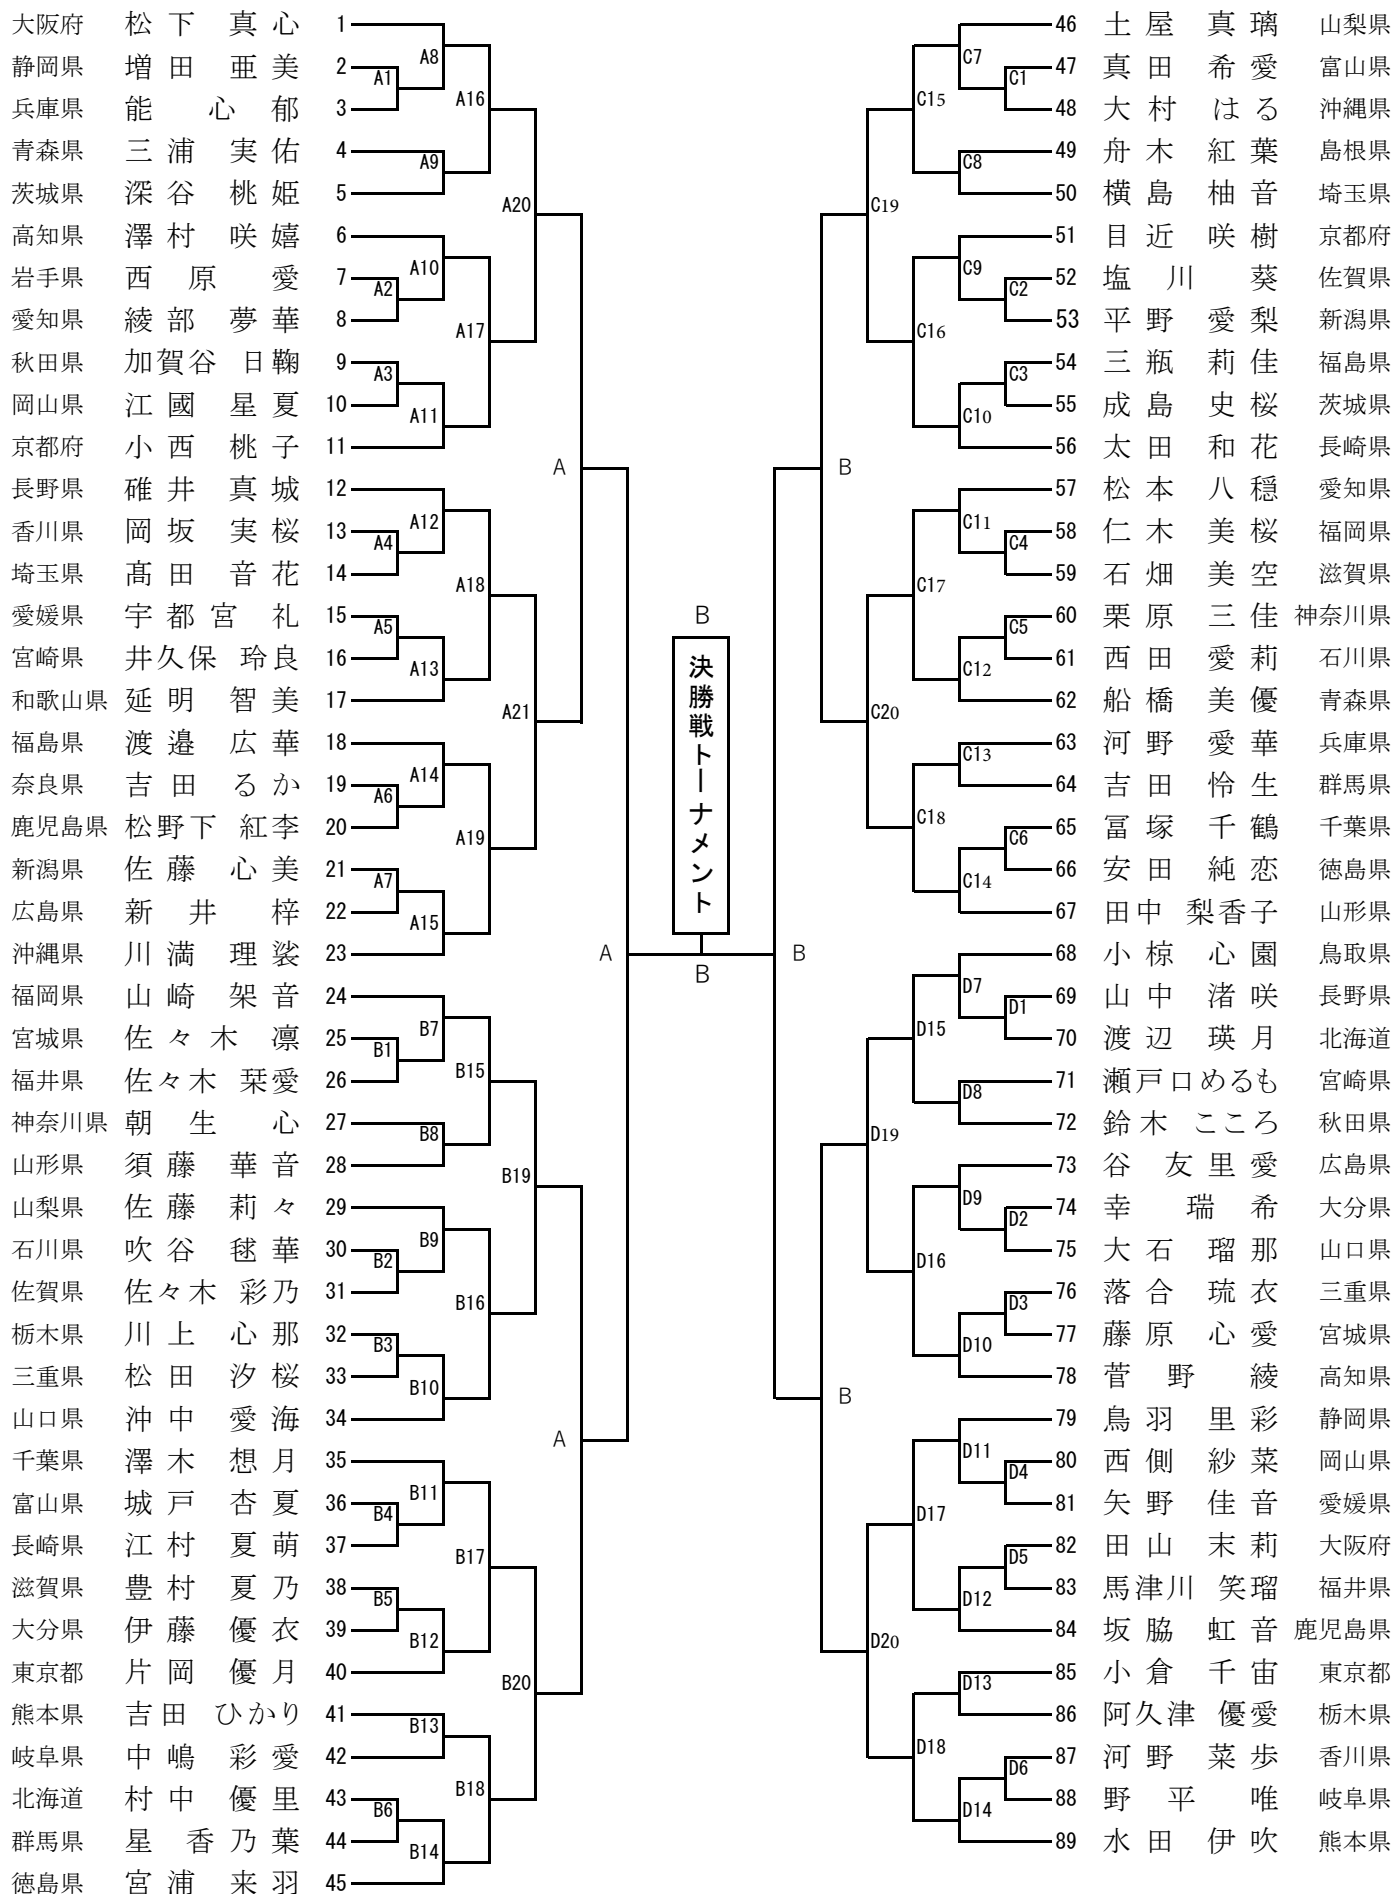 大阪府 松下 真心 1
静岡県 増田 亜美 2
兵庫県 能 心郁 3
青森県 三浦 実佑 4
茨城県 深谷 桃姫 5
高知県 澤村 咲嬉 6
岩手県 西原 愛 7
愛知県 綾部 夢華 8
秋田県 加賀谷 日鞠 9
岡山県 江國 星夏 10
京都府 小西 桃子 11
長野県 碓井 真城 12
香川県 岡坂 実桜 13
埼玉県 髙田 音花 14
愛媛県 宇都宮 礼 15
宮崎県 井久保 玲良 16
和歌山県 延明 智美 17
福島県 渡邉 広華 18
奈良県 吉田 るか 19
鹿児島県 松野下 紅李 20
新潟県 佐藤 心美 21
広島県 新井 梓 22
沖縄県 川満 理裟 23
福岡県 山崎 架音 24
宮城県 佐々木 凛 25
福井県 佐々木 栞愛 26
神奈川県 朝生 心 27
山形県 須藤 華音 28
山梨県 佐藤 莉々 29
石川県 吹谷 毬華 30
佐賀県 佐々木 彩乃 31
栃木県 川上 心那 32
三重県 松田 汐桜 33
山口県 沖中 愛海 34
千葉県 澤木 想月 35
富山県 城戸 杏夏 36
長崎県 江村 夏萌 37
滋賀県 豊村 夏乃 38
大分県 伊藤 優衣 39
東京都 片岡 優月 40
熊本県 吉田 ひかり 41
岐阜県 中嶋 彩愛 42
北海道 村中 優里 43
群馬県 星 香乃葉 44
徳島県 宮浦 来羽 45
A1
A2
A3
A4
A5
A6
A7
B1
B2
B3
B4
B5
B6
A8
A9
A10
A11
A12
A13
A14
A15
B7
B8
B9
B10
B11
B12
B13
B14
A16
A17
A18
A19
B15
B16
B17
B18
A20
A21
B19
B20
A
A
A
B
決勝戦トーナメント
B
B
B
B
C19
C20
D19
D20
C15
C16
C17
C18
D15
D16
D17
D18
C7
C8
C9
C10
C11
C12
C13
C14
D7
D8
D9
D10
D11
D12
D13
D14
C1
C2
C3
C4
C5
C6
D1
D2
D3
D4
D5
D6
46 土屋 真璃 山梨県
47 真田 希愛 富山県
48 大村 はる 沖縄県
49 舟木 紅葉 島根県
50 横島 柚音 埼玉県
51 目近 咲樹 京都府
52 塩川 葵 佐賀県
53 平野 愛梨 新潟県
54 三瓶 莉佳 福島県
55 成島 史桜 茨城県
56 太田 和花 長崎県
57 松本 八穏 愛知県
58 仁木 美桜 福岡県
59 石畑 美空 滋賀県
60 栗原 三佳 神奈川県
61 西田 愛莉 石川県
62 船橋 美優 青森県
63 河野 愛華 兵庫県
64 吉田 怜生 群馬県
65 冨塚 千鶴 千葉県
66 安田 純恋 徳島県
67 田中 梨香子 山形県
68 小椋 心園 鳥取県
69 山中 渚咲 長野県
70 渡辺 瑛月 北海道
71 瀬戸口めるも 宮崎県
72 鈴木 こころ 秋田県
73 谷 友里愛 広島県
74 幸 瑞希 大分県
75 大石 瑠那 山口県
76 落合 琉衣 三重県
77 藤原 心愛 宮城県
78 菅野 綾 高知県
79 鳥羽 里彩 静岡県
80 西側 紗菜 岡山県
81 矢野 佳音 愛媛県
82 田山 末莉 大阪府
83 馬津川 笑瑠 福井県
84 坂脇 虹音 鹿児島県
85 小倉 千宙 東京都
86 阿久津 優愛 栃木県
87 河野 菜歩 香川県
88 野平 唯 岐阜県
89 水田 伊吹 熊本県